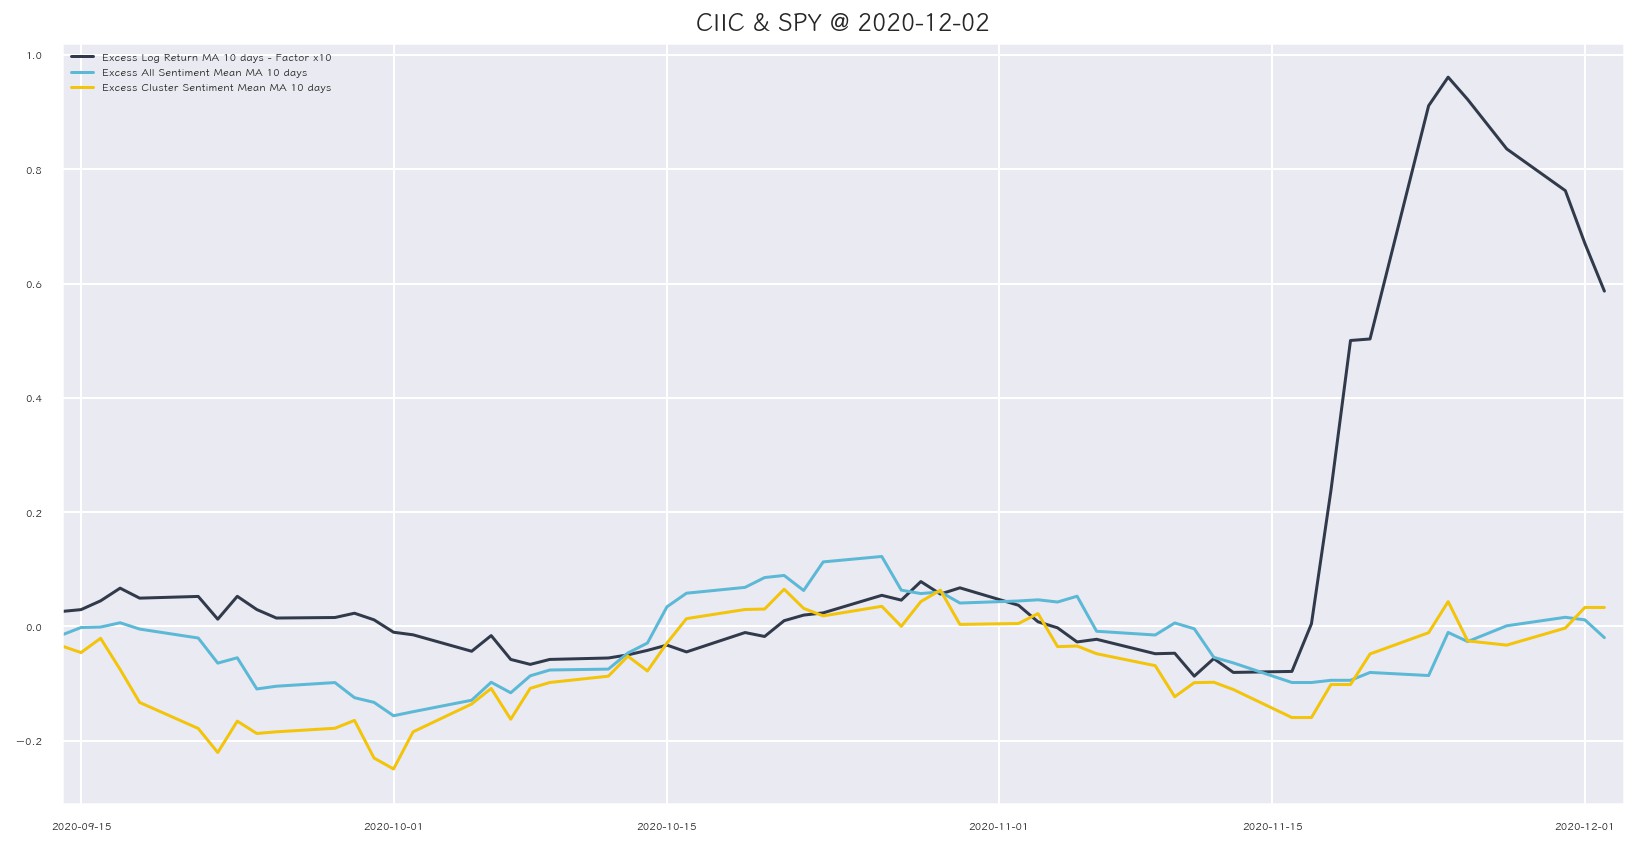 CIIC & SPY @ 2020-12-02
1.0
Excess Log Return MA 10 days - Factor x10
Excess All Sentiment Mean MA 10 days
Excess Cluster Sentiment Mean MA 10 days
0.8
0.6
0.4
0.2
0.0
−0.2
2020-09-15 2020-10-01 2020-10-15 2020-11-01 2020-11-15 2020-12-01